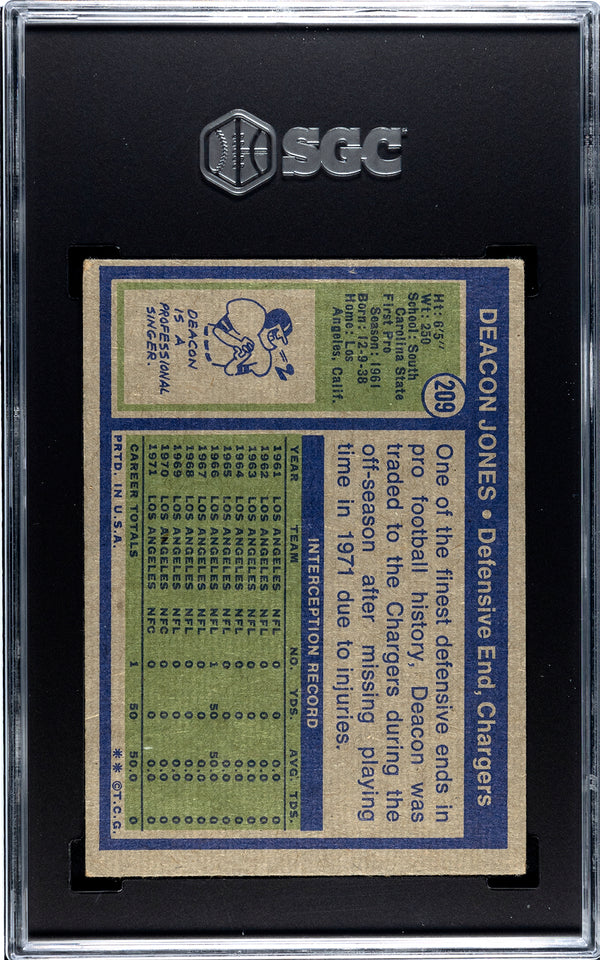 SGC
DEACON JONES • Defensive End, Chargers
Ht: 6'5"
Wt: 250
School: South
Carolina State
First Pro
Season: 1961
Born: 12-9-38
Home: Los
Angeles, Calif.
209
One of the finest defensive ends in
pro football history, Deacon was
traded to the Chargers during the
off-season after missing playing
time in 1971 due to injuries.
DEACON
IS A
PROFESSIONAL
SINGER.
INTERCEPTION RECORD
YEAR TEAM NO. YDS. AVG. TDS.
1961 LOS ANGELES NFL 0 0 0.0 0
1962 LOS ANGELES NFL 0 0 0.0 0
1963 LOS ANGELES NFL 0 0 0.0 0
1964 LOS ANGELES NFL 0 0 0.0 0
1965 LOS ANGELES NFL 0 0 0.0 0
1966 LOS ANGELES NFL 1 50 50.0 0
1967 LOS ANGELES NFL 0 0 0.0 0
1968 LOS ANGELES NFL 0 0 0.0 0
1969 LOS ANGELES NFL 0 0 0.0 0
1970 LOS ANGELES NFC 0 0 0.0 0
1971 LOS ANGELES NFC 0 0 0.0 0
CAREER TOTALS 1 50 50.0 0
PRTD. IN U.S.A. ** ©T.C.G.